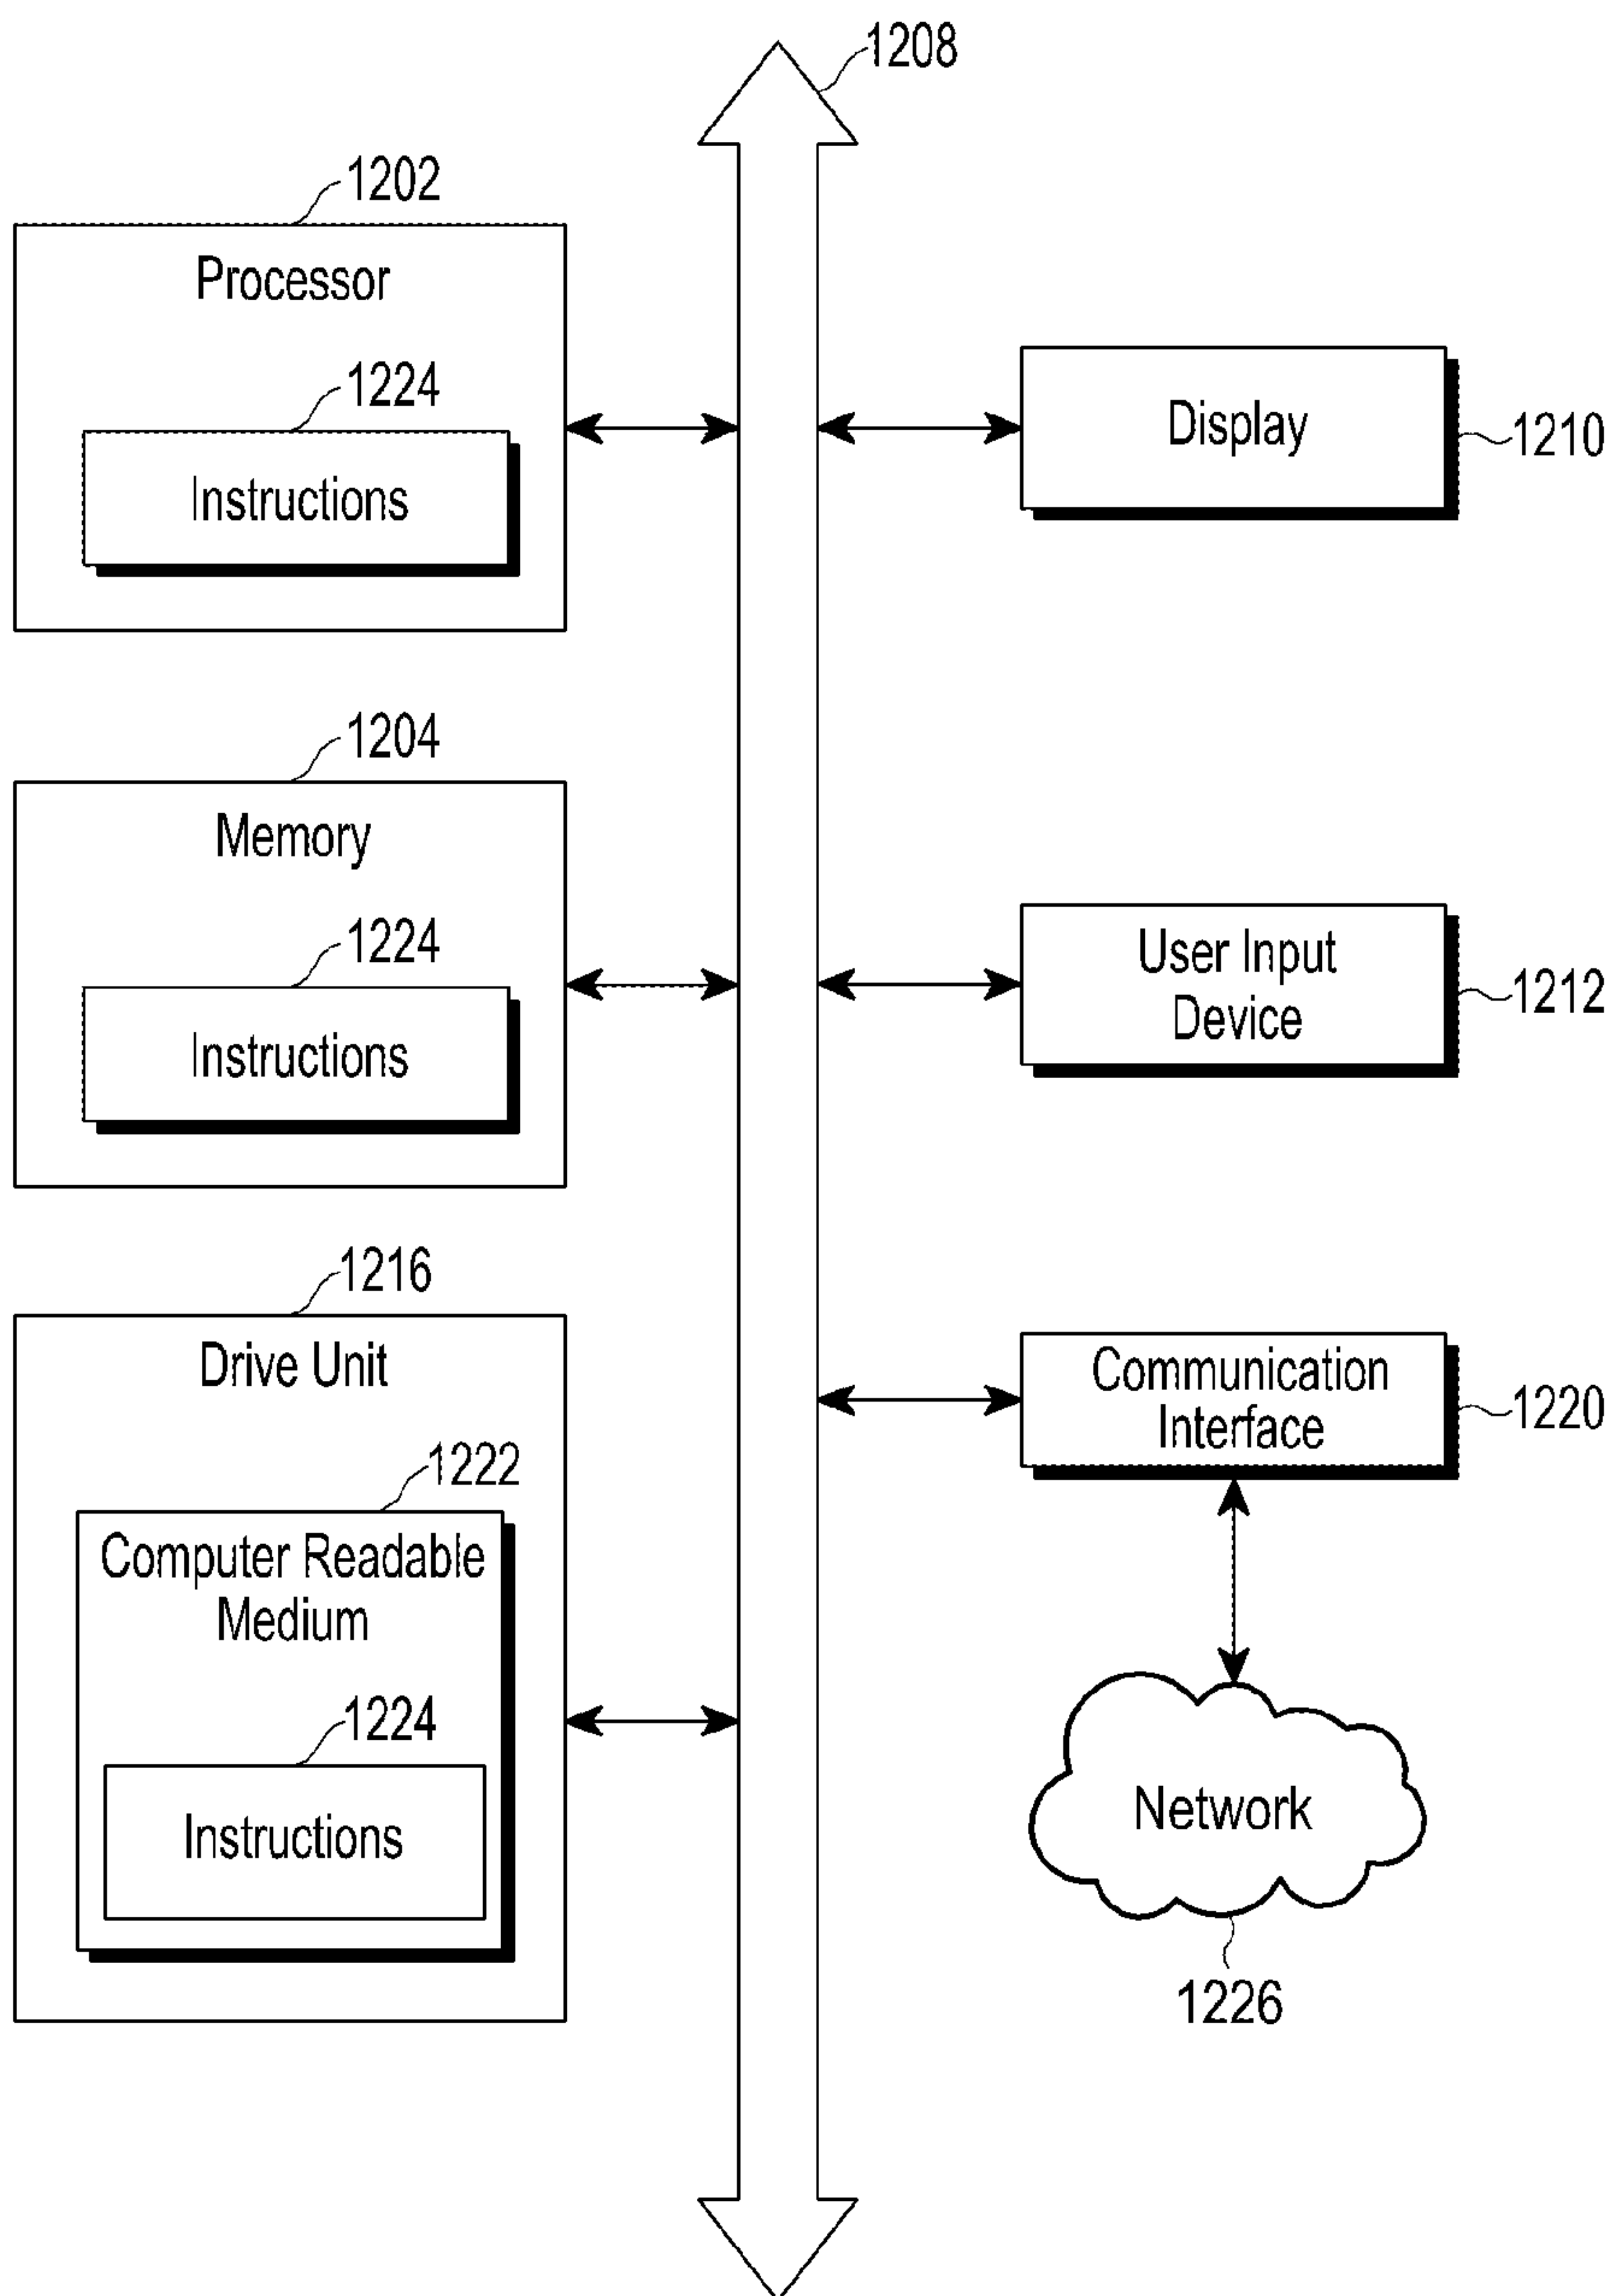 1208
1202
Processor
1224
Instructions
Display
1210
1204
Memory
1224
Instructions
User Input
Device
1212
1216
Drive Unit
1222
Computer Readable
Medium
1224
Instructions
Communication
Interface
1220
Network
1226